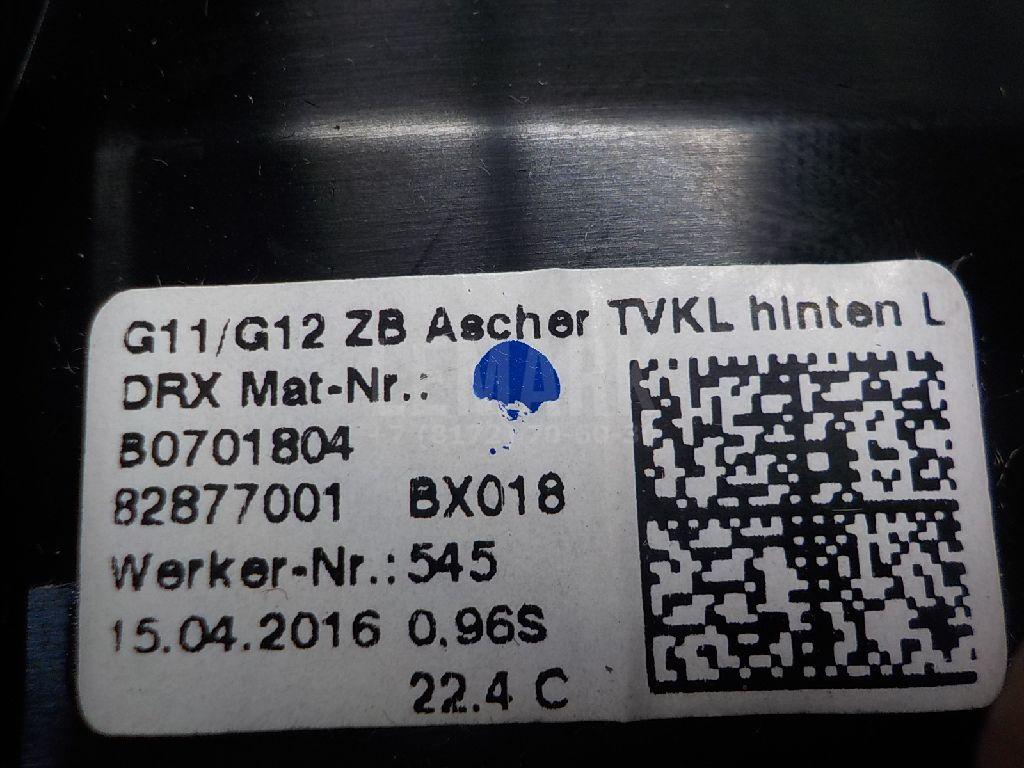 G11/G12 ZB Ascher TVKL hinten L
DRX Mat-Nr.:
B0701804
82877001 BX018
Werker-Nr.: 545
15.04.2016 0.96S
22.4 C